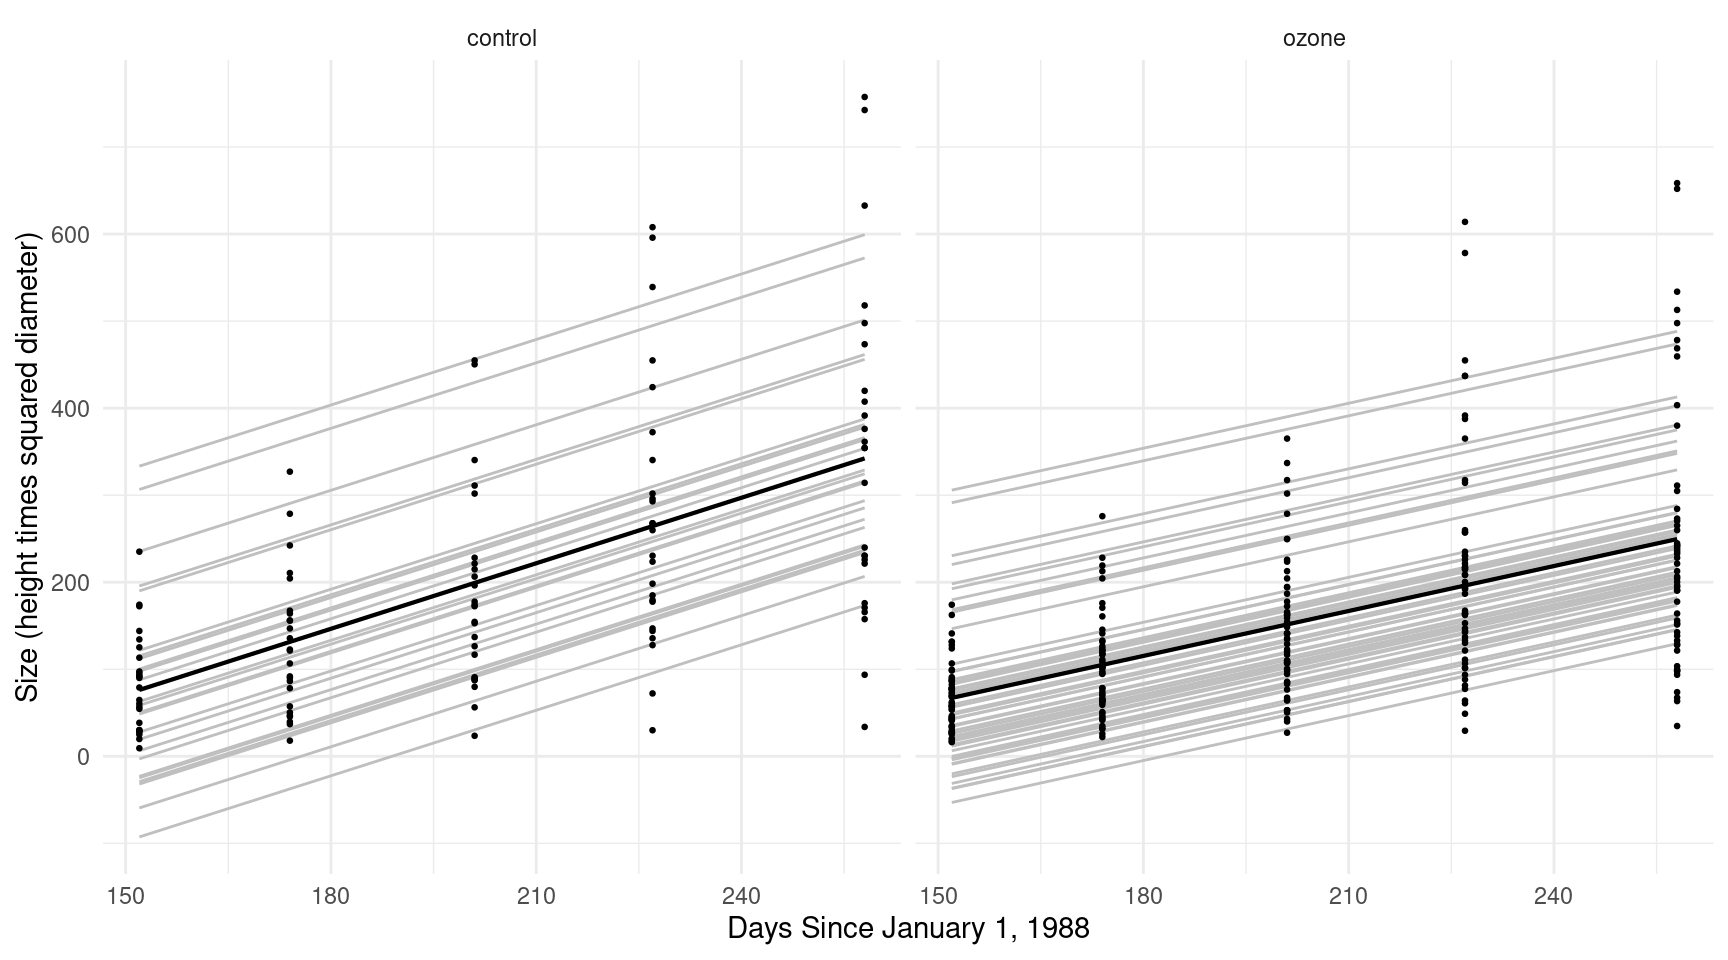 control
ozone
Size (height times squared diameter)
600
400
200
0
150 180 210 240
150 180 210 240
Days Since January 1, 1988